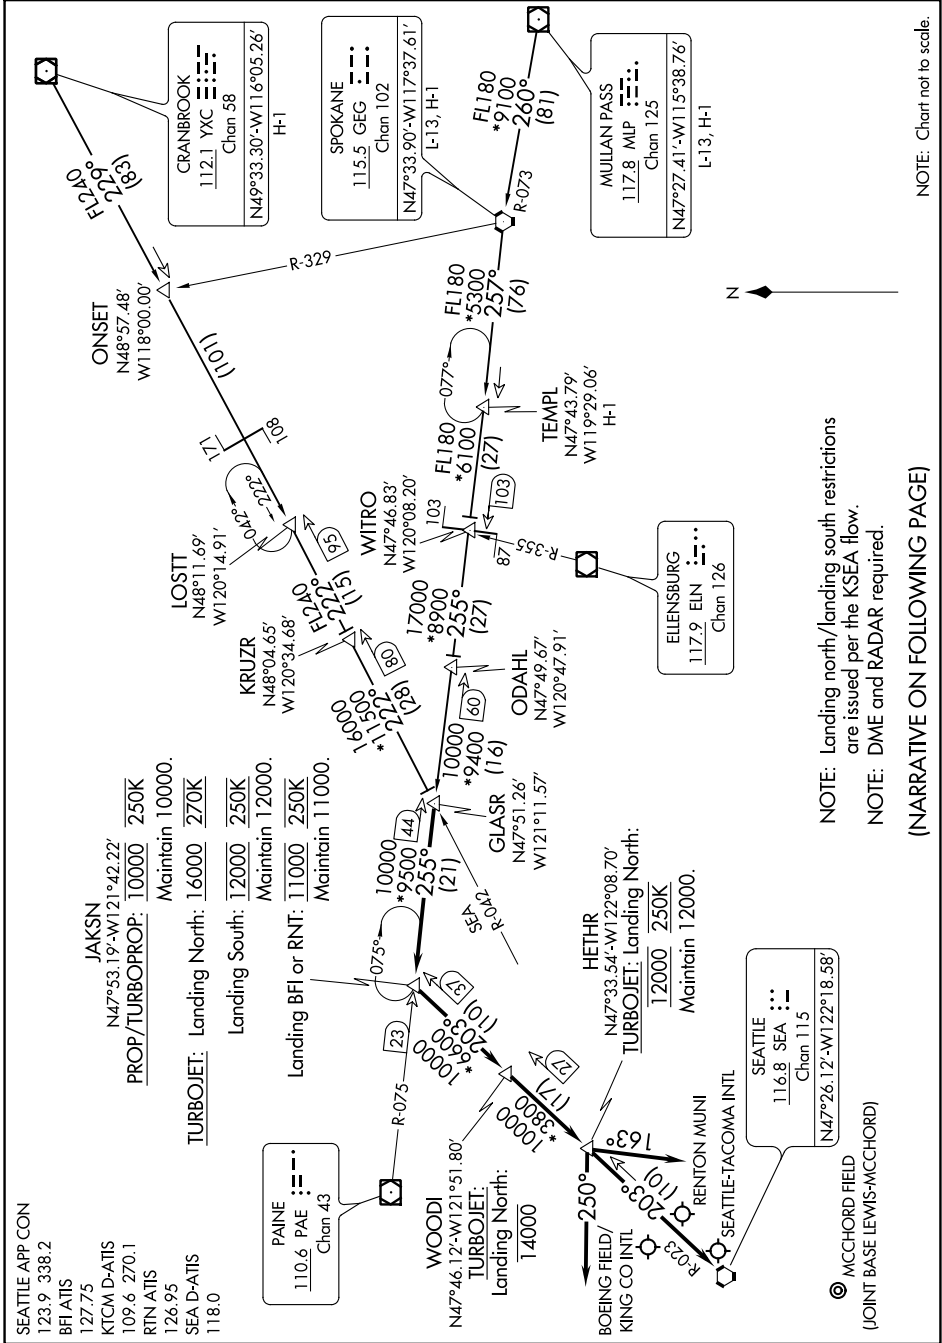 SEATTLE APP CON
123.9 338.2
BFI ATIS
127.75
KTCM D-ATIS
109.6 270.1
RTN ATIS
126.95
SEA D-ATIS
118.0
JAKSN
N47°53.19'-W121°42.22'
PROP/TURBOPROP: 10000 250K
Maintain 10000.
TURBOJET: Landing North: 16000 270K
Landing South: 12000 250K
Maintain 12000.
Landing BFI or RNT: 11000 250K
Maintain 11000.
CRANBROOK
112.1 YXC
Chan 58
N49°33.30'-W116°05.26'
H-1
FL240
229°
(83)
ONSET
N48°57.48'
W118°00.00'
(101)
R-329
171
108
042°
222°
LOSTT
N48°11.69'
W120°14.91'
95
FL240
222°
(15)
KRUZR
N48°04.65'
W120°34.68'
80
16000
*11500
222°
(28)
SPOKANE
115.5 GEG
Chan 102
N47°33.90'-W117°37.61'
L-13, H-1
MULLAN PASS
117.8 MLP
Chan 125
N47°27.41'-W115°38.76'
L-13, H-1
FL180
*9100
260°
(81)
R-073
FL180
*5300
257°
(76)
077°
TEMPL
N47°43.79'
W119°29.06'
H-1
FL180
*6100
(27)
103
WITRO
N47°46.83'
W120°08.20'
103
87
R-355
ELLENSBURG
117.9 ELN
Chan 126
17000
*8900
255°
(27)
ODAHL
N47°49.67'
W120°47.91'
60
10000
*9400
(16)
GLASR
N47°51.26'
W121°11.57'
44
SEA
R-042
10000
*9500
255°
(21)
075°
37
23
R-075
PAINE
110.6 PAE
Chan 43
10000
*6600
203°
(10)
WOODI
N47°46.12'-W121°51.80'
TURBOJET:
Landing North:
14000
27
10000
*3800
(17)
HETHR
N47°33.54'-W122°08.70'
TURBOJET: Landing North:
12000 250K
Maintain 12000.
250°
163°
203°
(10)
R-023
BOEING FIELD/
KING CO INTL
RENTON MUNI
SEATTLE-TACOMA INTL
SEATTLE
116.8 SEA
Chan 115
N47°26.12'-W122°18.58'
MCCHORD FIELD
(JOINT BASE LEWIS-MCCHORD)
N
NOTE: Landing north/landing south restrictions
are issued per the KSEA flow.
NOTE: DME and RADAR required.
(NARRATIVE ON FOLLOWING PAGE)
NOTE: Chart not to scale.